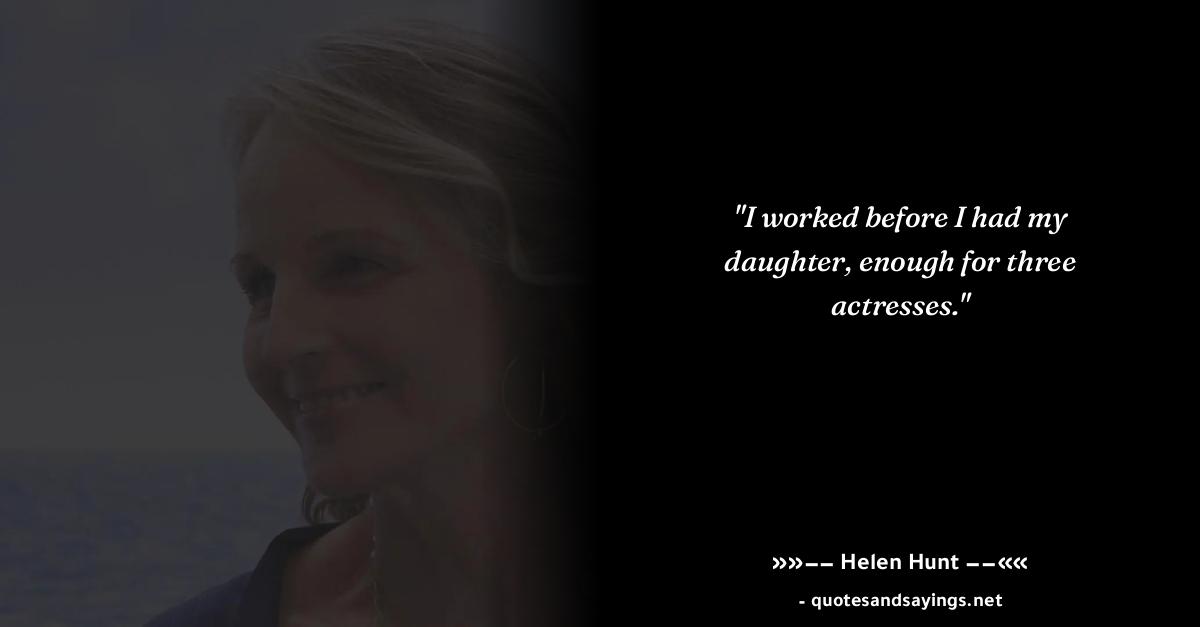 "I worked before I had my
daughter, enough for three
actresses."
»»–– Helen Hunt ––««
- quotesandsayings.net